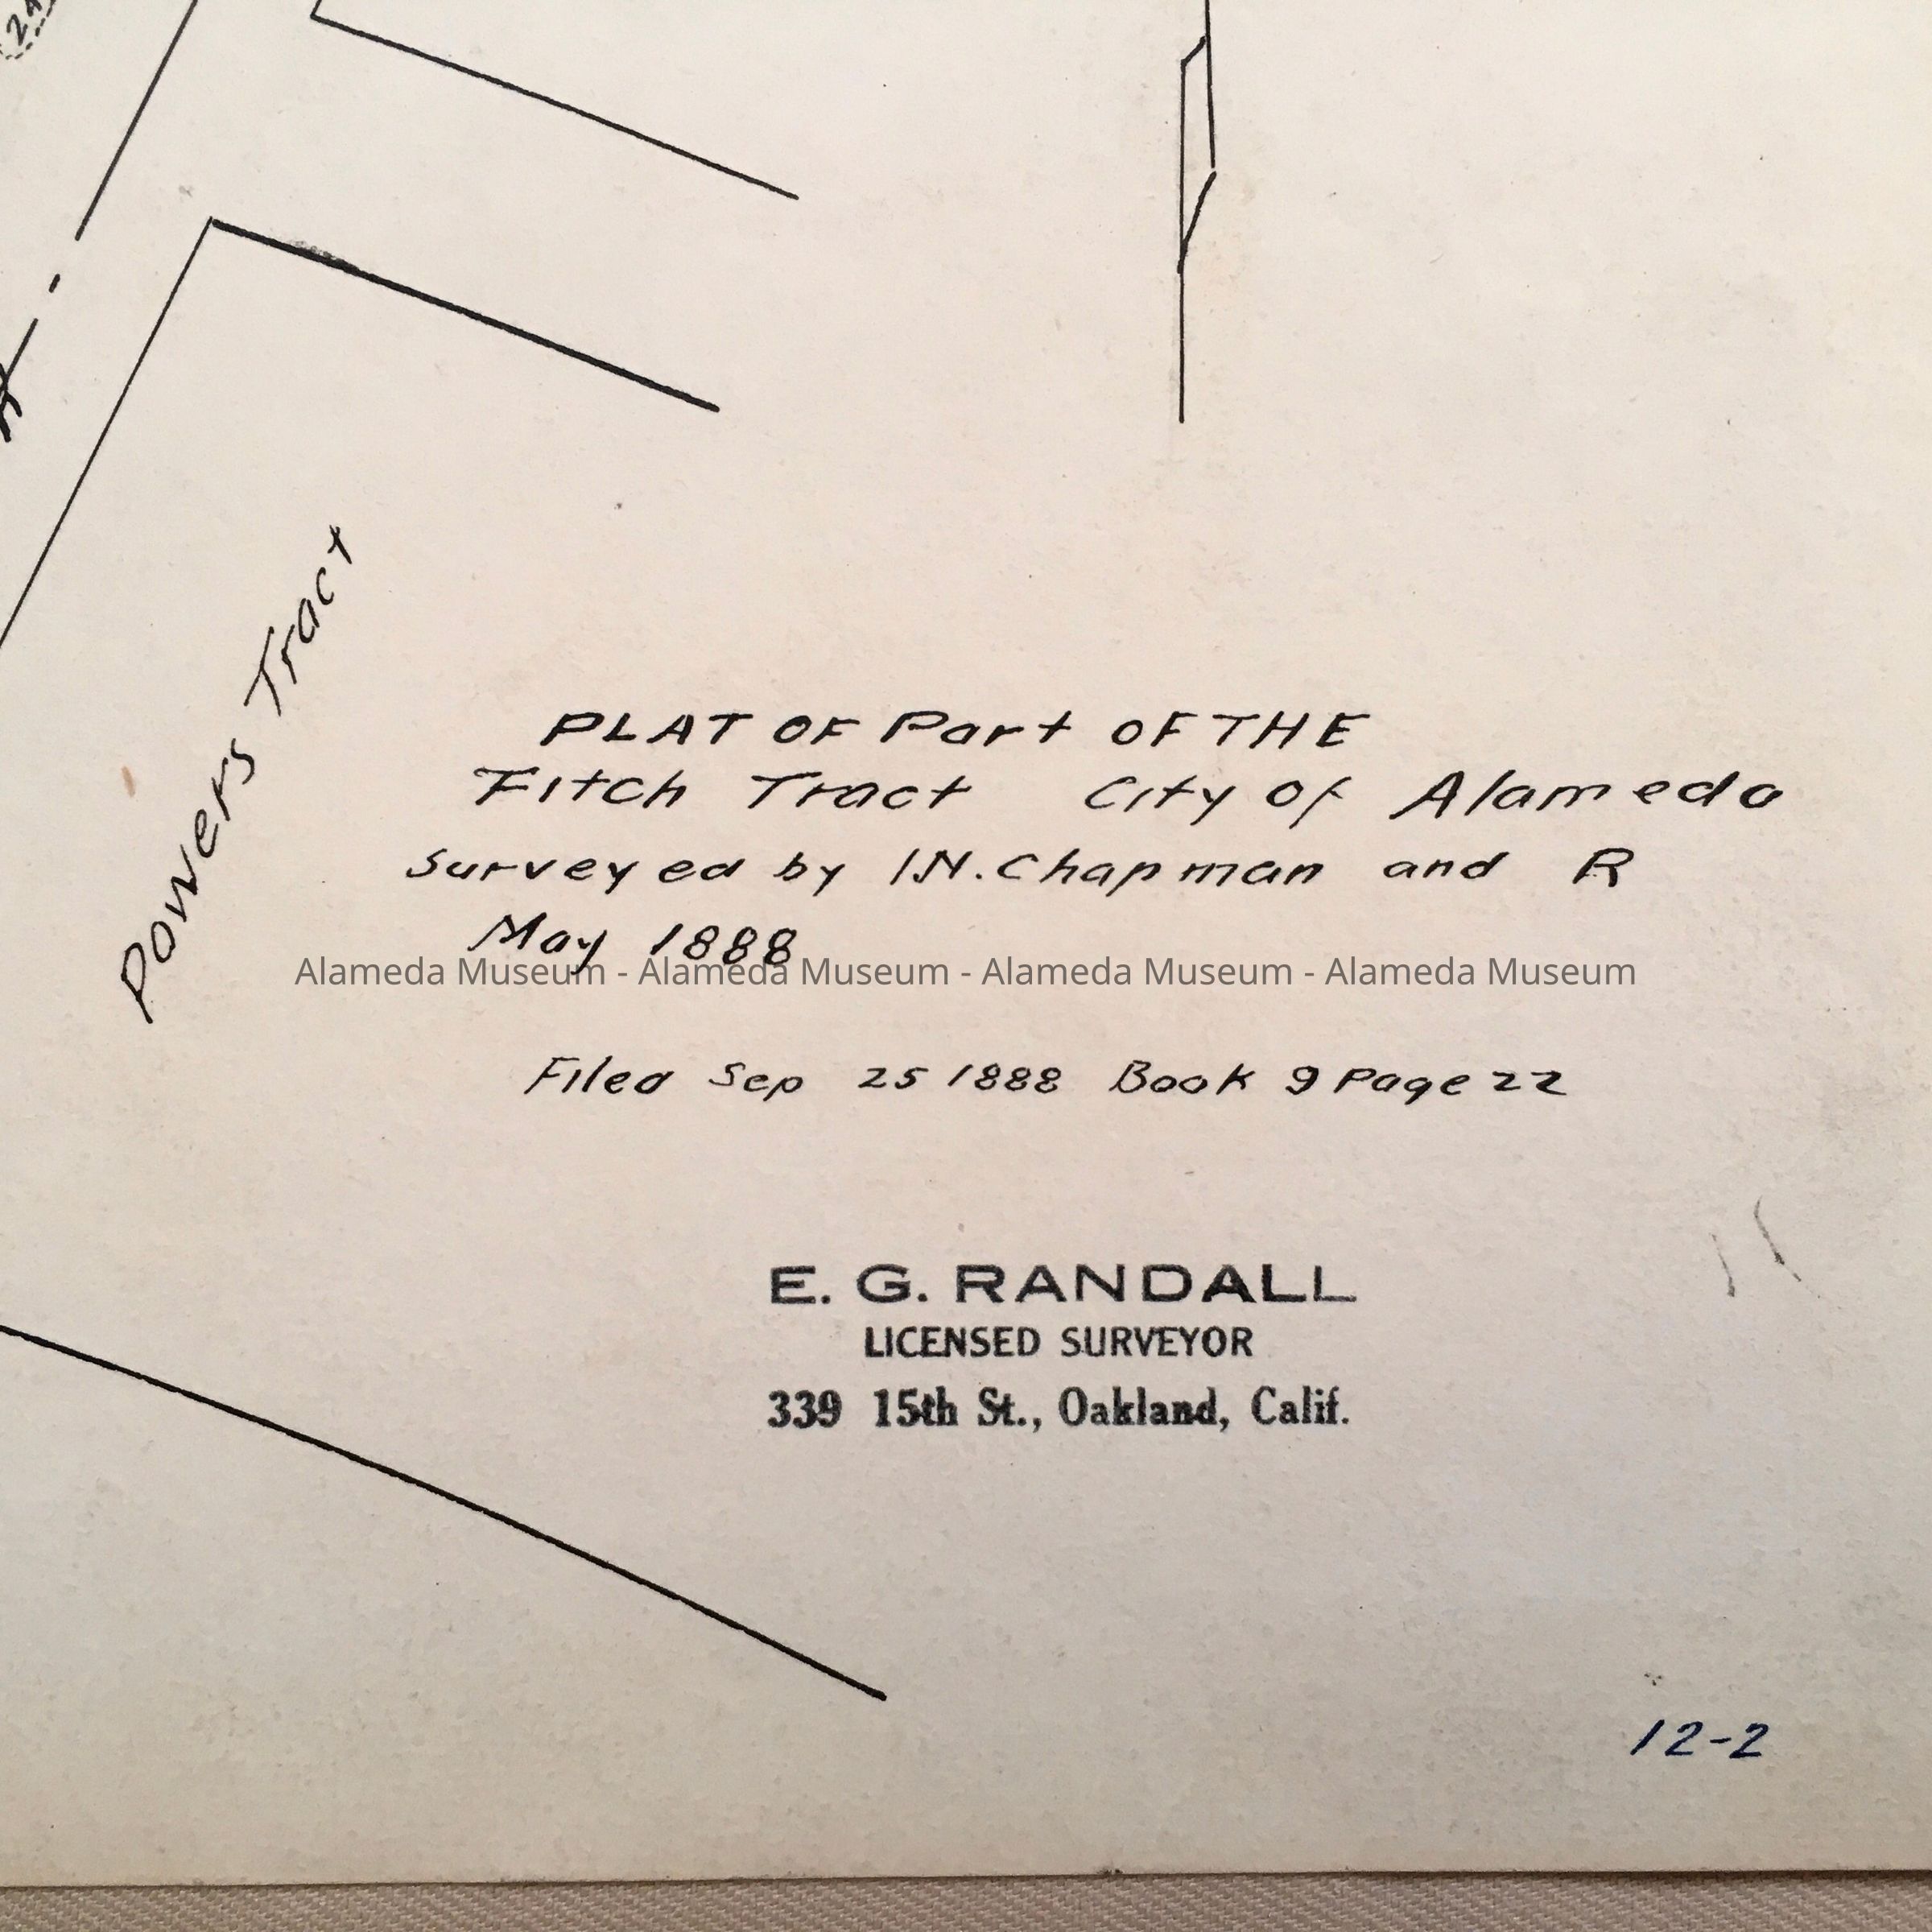 24
Powers Tract
PLAT OF Part OF THE
Fitch Tract City of Alameda
Surveyed by I.N. Chapman and R
May 1888
Alameda Museum - Alameda Museum - Alameda Museum - Alameda Museum
Filed Sep 25 1888 Book 9 Page 22
E. G. RANDALL
LICENSED SURVEYOR
339 15th St., Oakland, Calif.
12-2